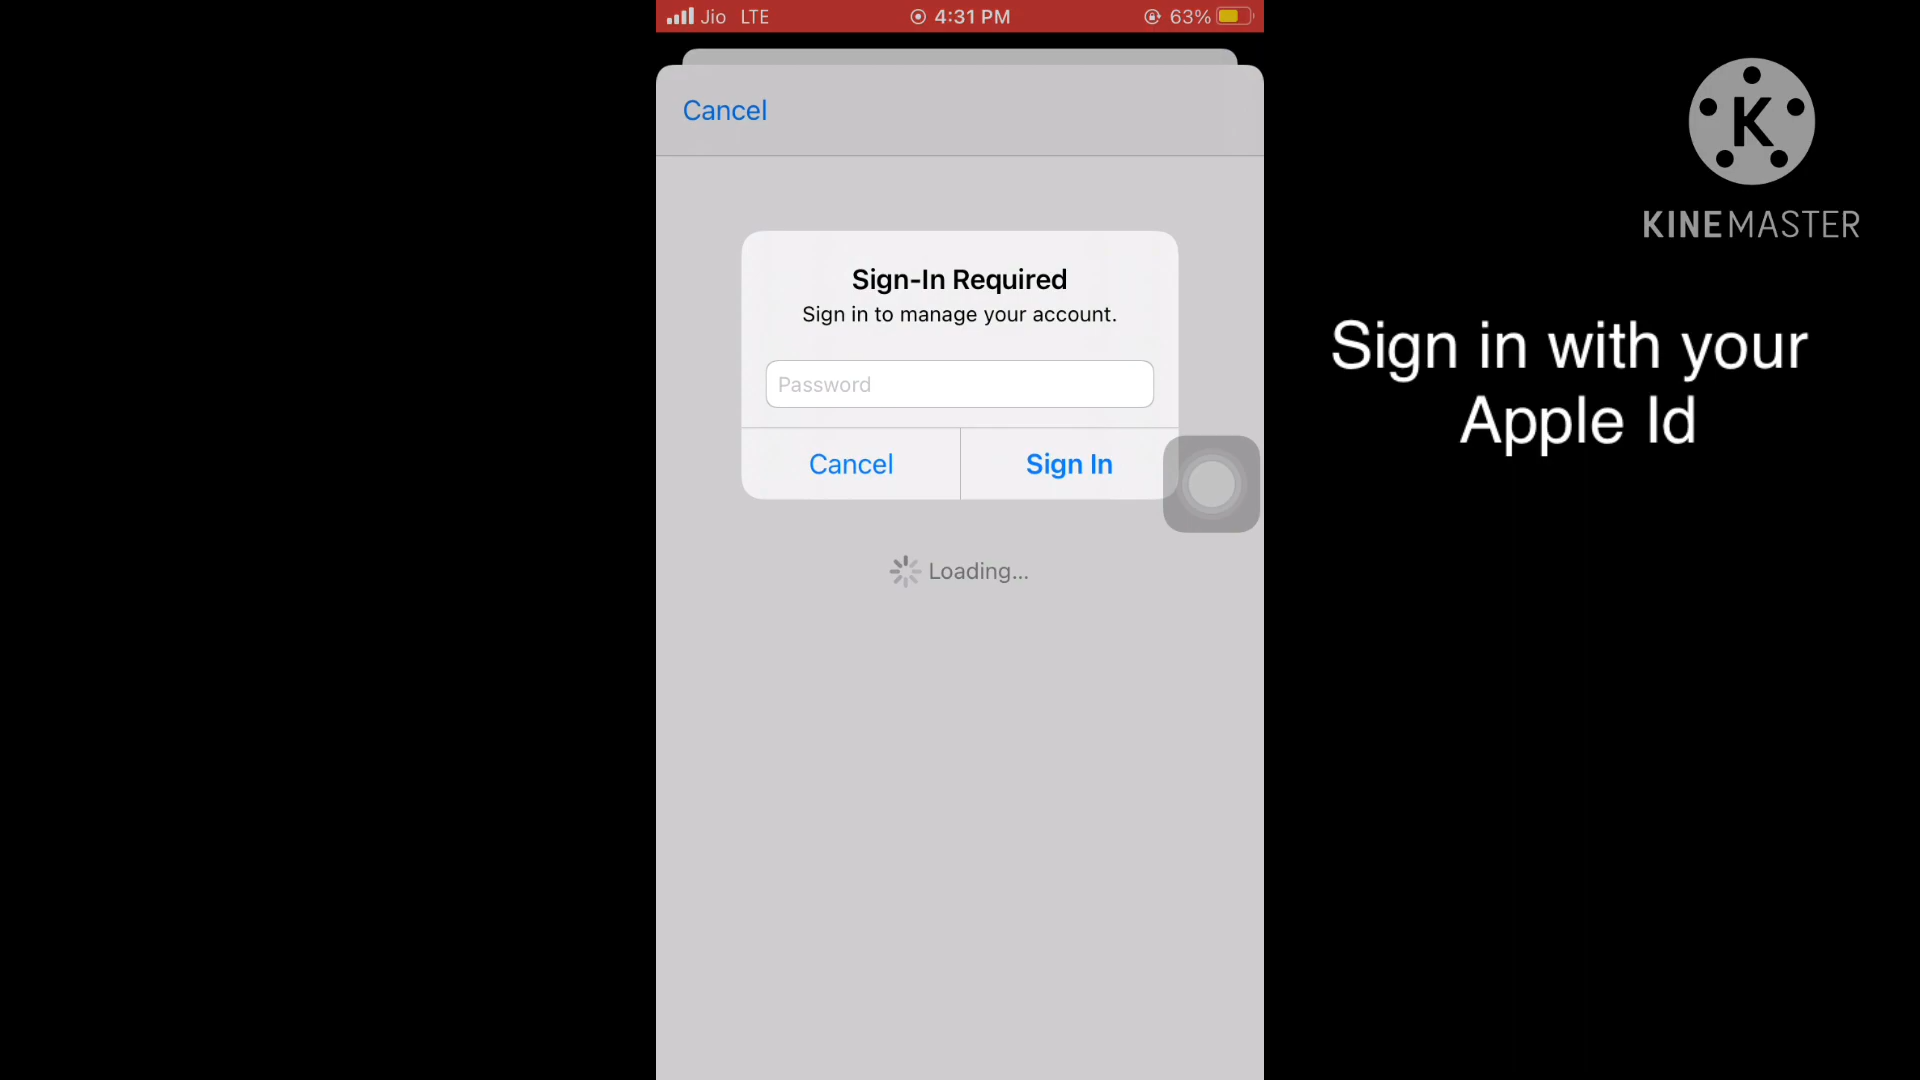 Jio LTE 4:31 PM 63%
Cancel
K
KINEMASTER
Sign-In Required
Sign in to manage your account.
Password
Cancel Sign In
Loading...
Sign in with your
Apple Id